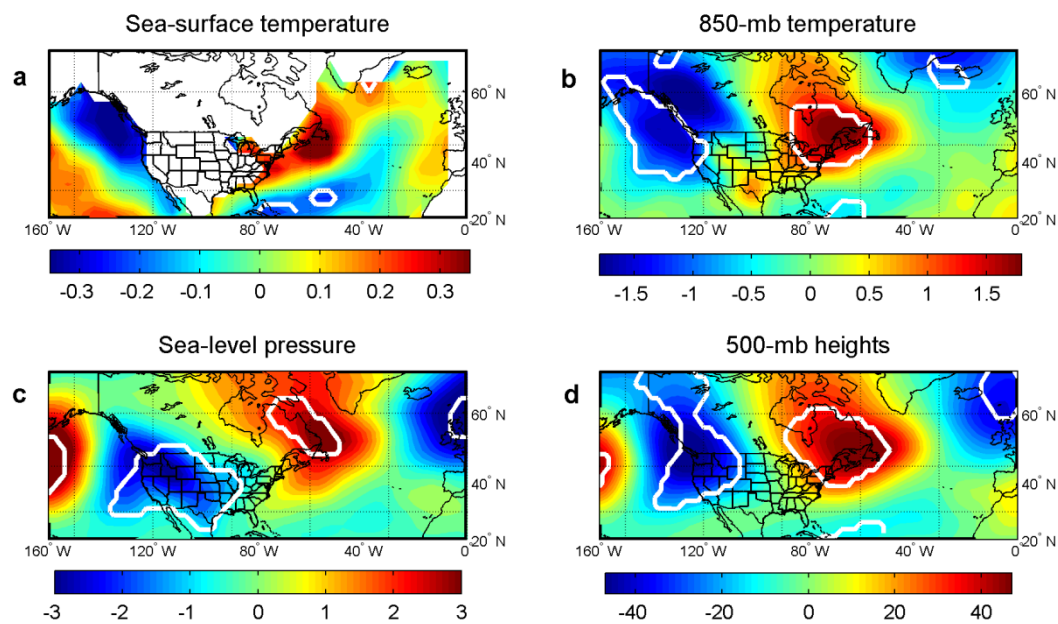 Sea-surface temperature
a
60° N
40° N
20° N
160° W
120° W
80° W
40° W
0°
-0.3 -0.2 -0.1 0 0.1 0.2 0.3
850-mb temperature
b
60° N
40° N
20° N
160° W
120° W
80° W
40° W
0°
-1.5 -1 -0.5 0 0.5 1 1.5
Sea-level pressure
c
60° N
40° N
20° N
160° W
120° W
80° W
40° W
0°
-3 -2 -1 0 1 2 3
500-mb heights
d
60° N
40° N
20° N
160° W
120° W
80° W
40° W
0°
-40 -20 0 20 40